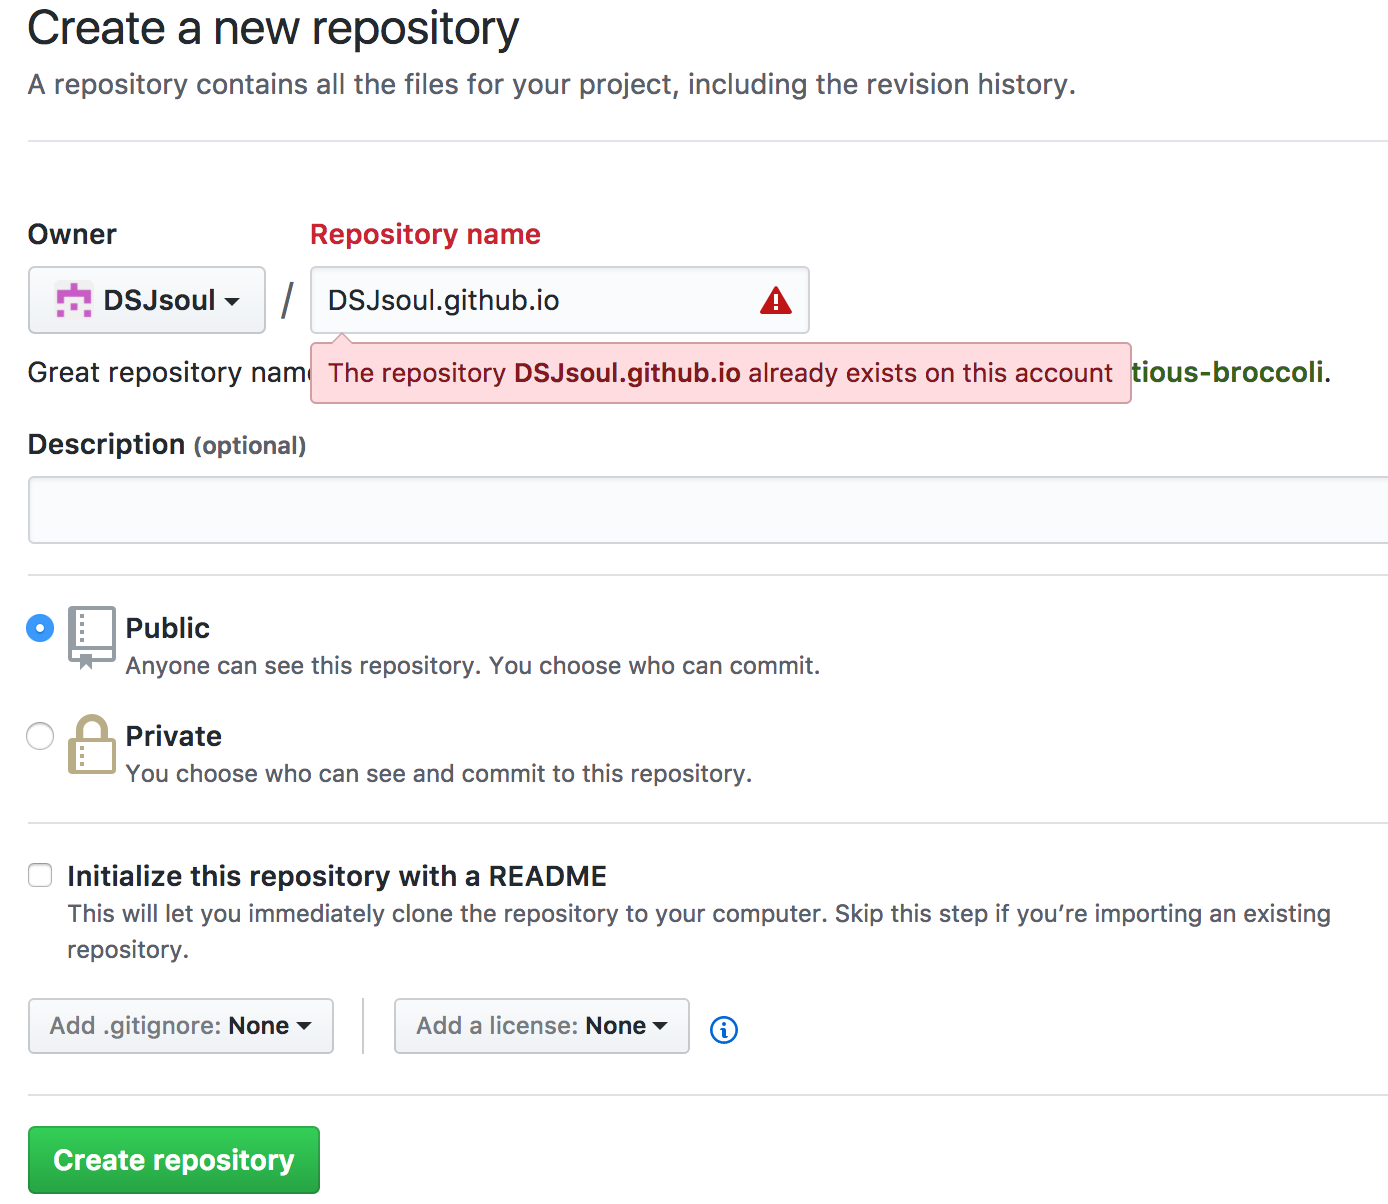 Create a new repository
A repository contains all the files for your project, including the revision history.
Owner
Repository name
DSJsoul
/
DSJsoul.github.io
Great repository nam
The repository DSJsoul.github.io already exists on this account
tious-broccoli.
Description (optional)
Public
Anyone can see this repository. You choose who can commit.
Private
You choose who can see and commit to this repository.
Initialize this repository with a README
This will let you immediately clone the repository to your computer. Skip this step if you’re importing an existing
repository.
Add .gitignore: None
Add a license: None
Create repository